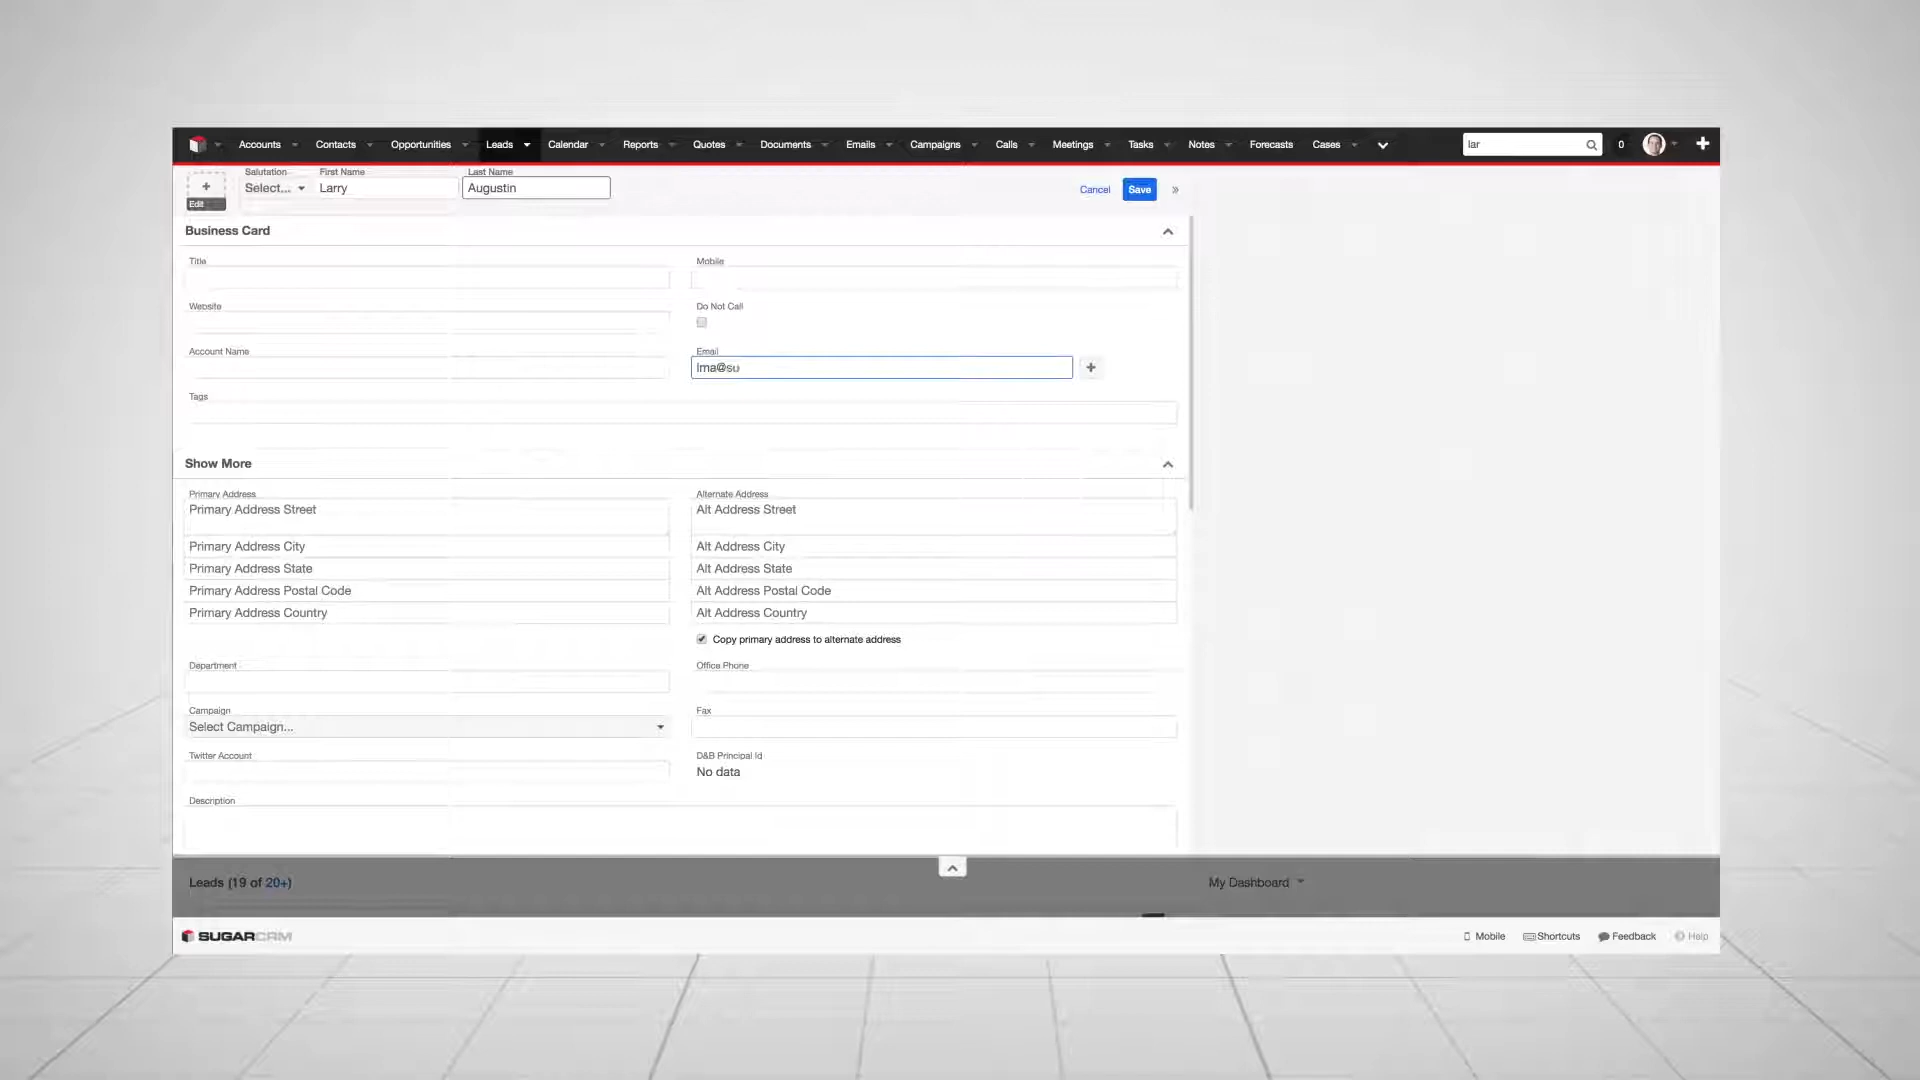 Accounts Contacts Opportunities Leads Calendar Reports Quotes Documents Emails Campaigns Calls Meetings Tasks Notes Forecasts Cases lar 0
Salutation First Name Last Name
Select... Larry Augustin Cancel Save »
Edit
Business Card
Title Mobile
Website Do Not Call
Account Name Email
lma@su
Tags
Show More
Primary Address Alternate Address
Primary Address Street Alt Address Street
Primary Address City Alt Address City
Primary Address State Alt Address State
Primary Address Postal Code Alt Address Postal Code
Primary Address Country Alt Address Country
Copy primary address to alternate address
Department Office Phone
Campaign Fax
Select Campaign...
Twitter Account D&B Principal Id
No data
Description
Leads (19 of 20+) My Dashboard
SUGARCRM Mobile Shortcuts Feedback Help